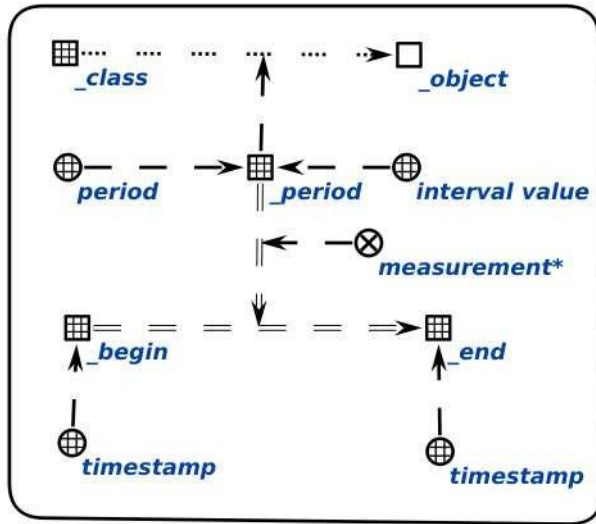 _class
_object
period
_period
interval value
measurement*
_begin
_end
timestamp
timestamp